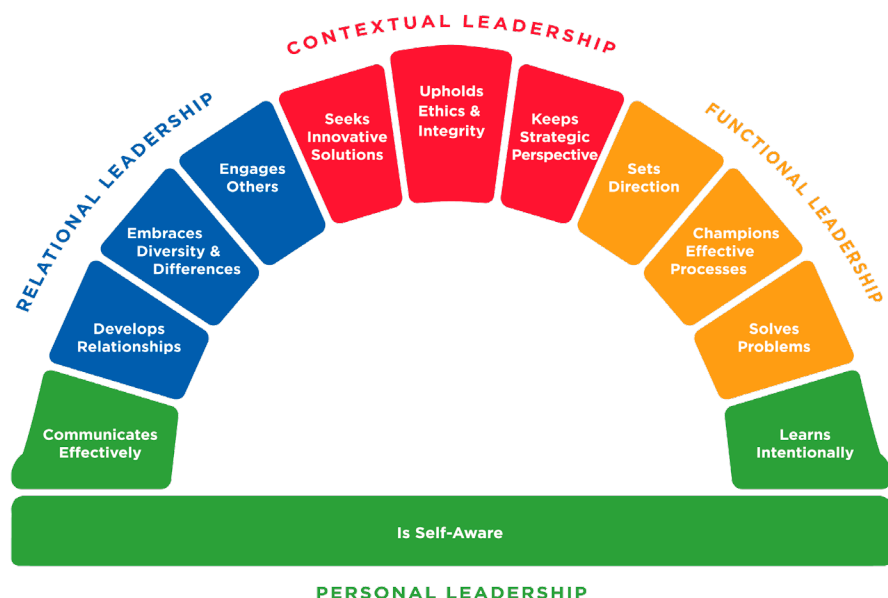 CONTEXTUAL LEADERSHIP
RELATIONAL LEADERSHIP
FUNCTIONAL LEADERSHIP
Communicates
Effectively
Develops
Relationships
Embraces
Diversity &
Differences
Engages
Others
Seeks
Innovative
Solutions
Upholds
Ethics &
Integrity
Keeps
Strategic
Perspective
Sets
Direction
Champions
Effective
Processes
Solves
Problems
Learns
Intentionally
Is Self-Aware
PERSONAL LEADERSHIP